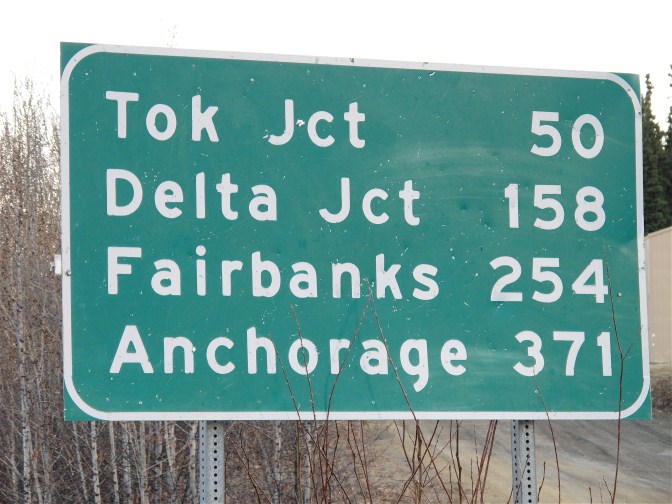 Tok Jct 50
Delta Jct 158
Fairbanks 254
Anchorage 371